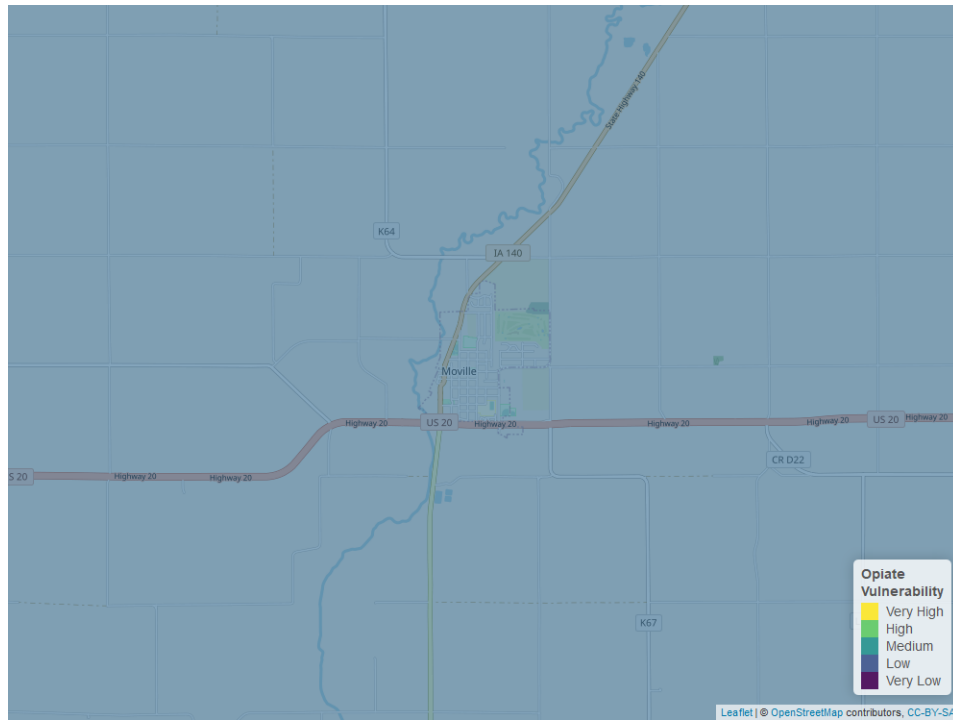 State Highway 140
K64
IA 140
Moville
US 20
Highway 20
Highway 20
Highway 20
Highway 20
US 20
Highway 20
S 20
Highway 20
Highway 20
CR D22
K67
Opiate
Vulnerability
Very High
High
Medium
Low
Very Low
Leaflet | © OpenStreetMap contributors, CC-BY-SA